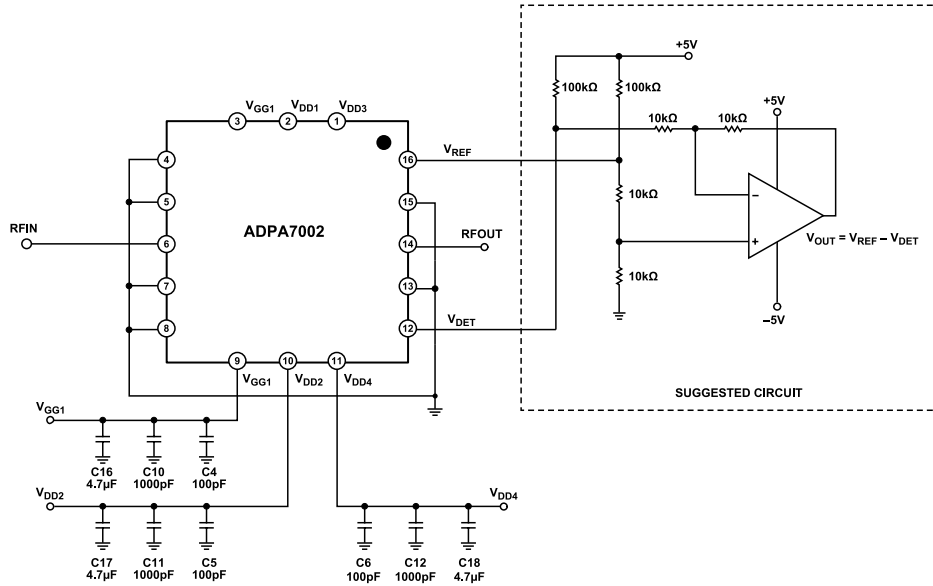 +5V
100kΩ
100kΩ
+5V
10kΩ
10kΩ
VGG1
VDD1
VDD3
3
2
1
VREF
16
4
5
15
10kΩ
–
ADPA7002
RFIN
6
14
RFOUT
+
VOUT = VREF – VDET
7
13
10kΩ
8
12
VDET
–5V
9
10
11
VGG1
VDD2
VDD4
SUGGESTED CIRCUIT
VGG1
C16
4.7µF
C10
1000pF
C4
100pF
VDD2
VDD4
C17
4.7µF
C11
1000pF
C5
100pF
C6
100pF
C12
1000pF
C18
4.7µF